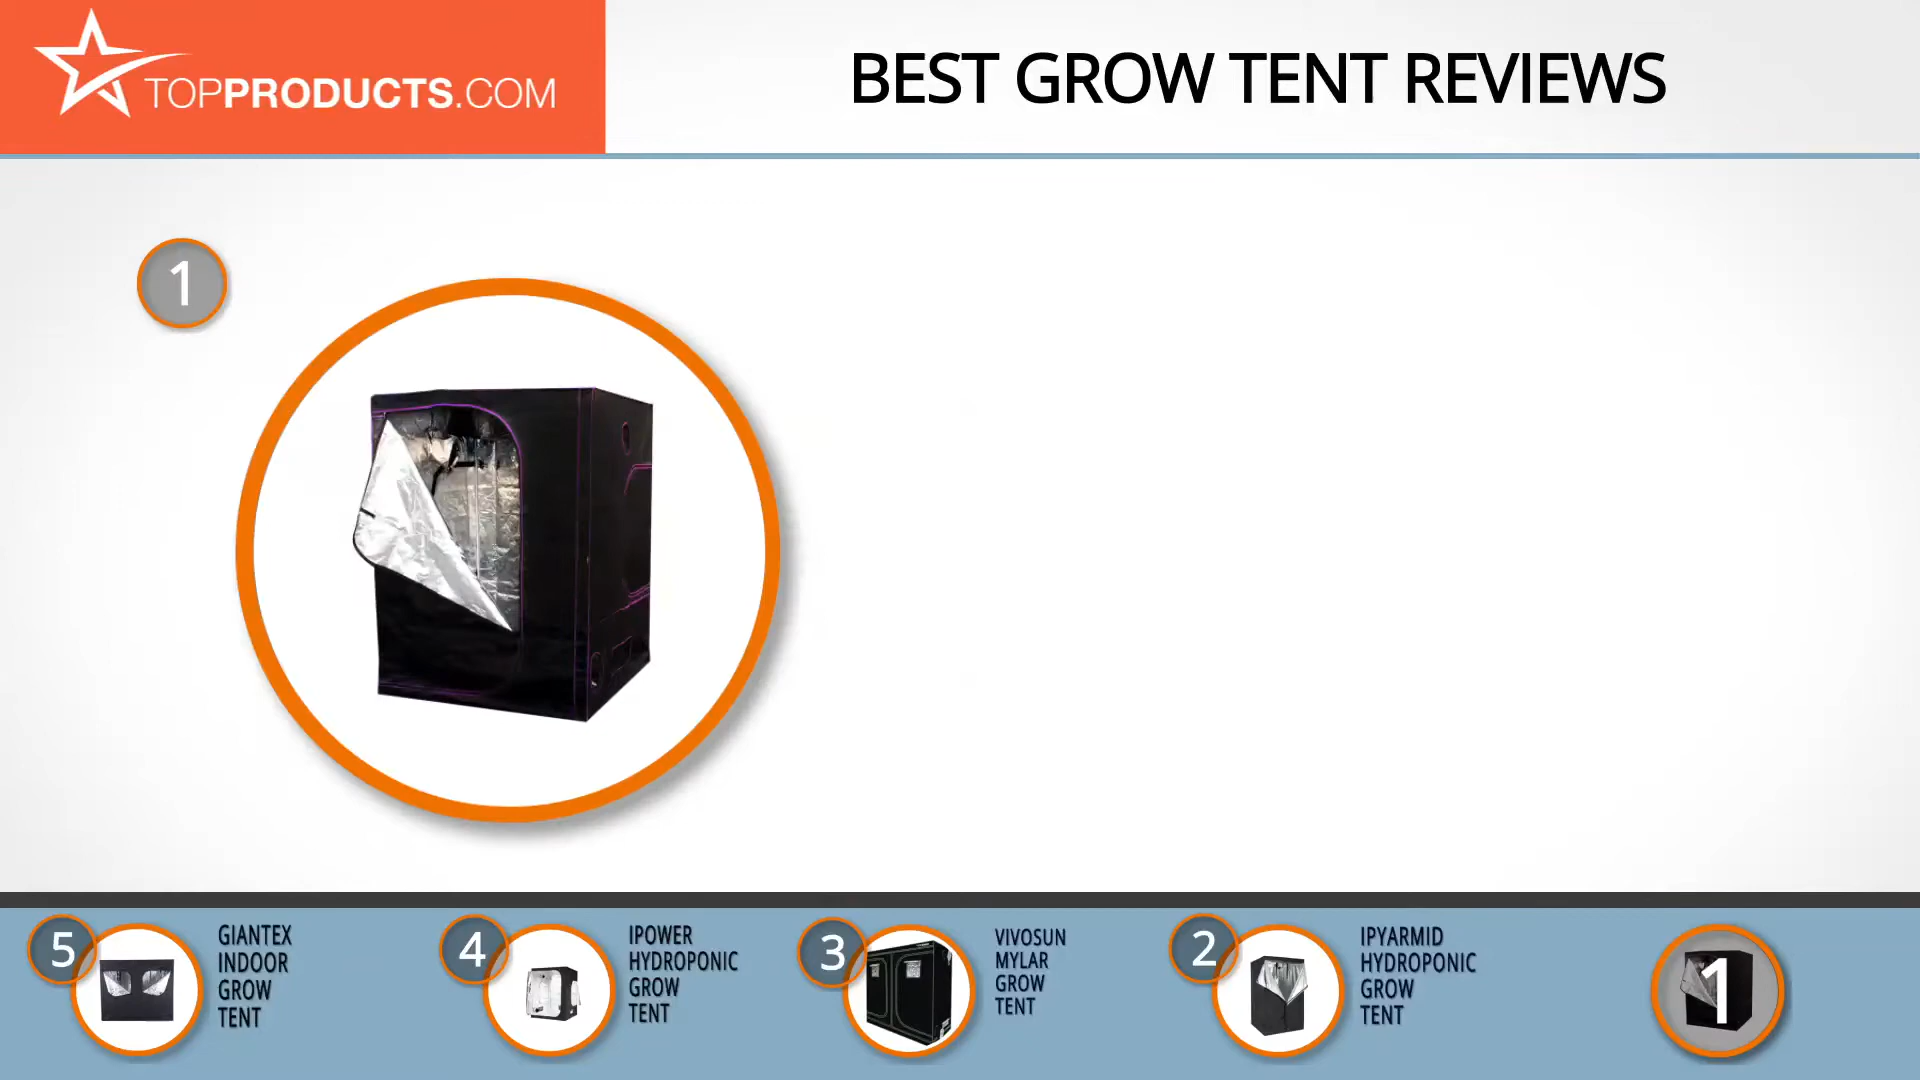 TOPPRODUCTS.COM
BEST GROW TENT REVIEWS
1
5
GIANTEX
INDOOR
GROW
TENT
4
IPOWER
HYDROPONIC
GROW
TENT
3
VIVOSUN
MYLAR
GROW
TENT
2
IPYARMID
HYDROPONIC
GROW
TENT
1